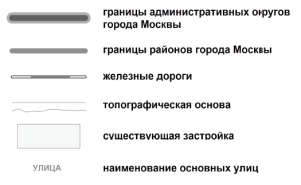 границы административных округов
города Москвы
границы районов города Москвы
железные дороги
топографическая основа
существующая застройка
УЛИЦА наименование основных улиц